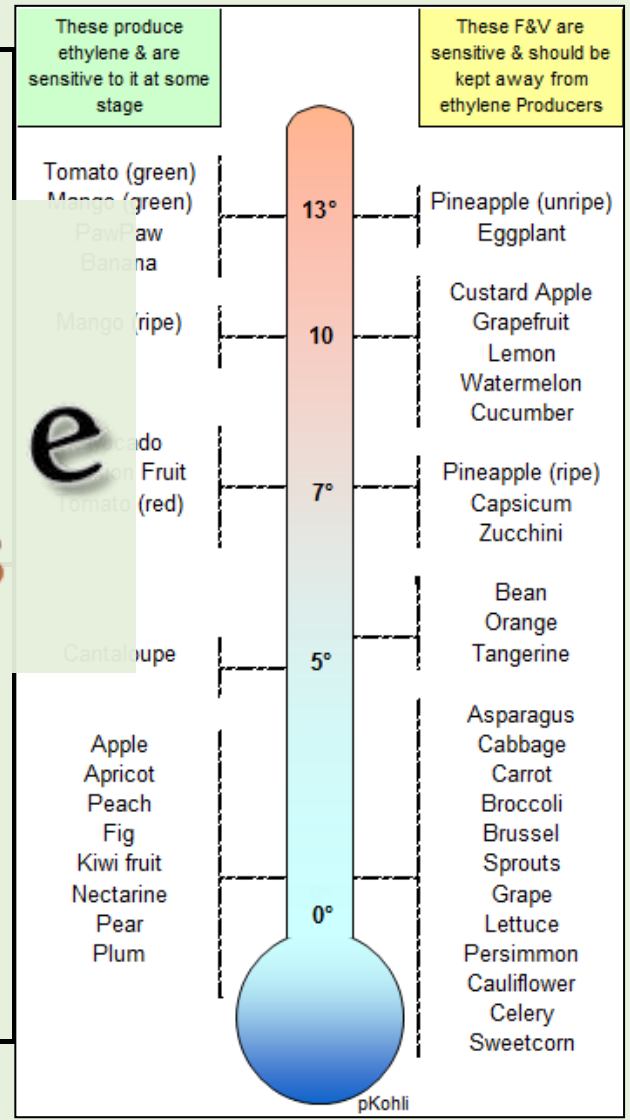 These produce
ethylene & are
sensitive to it at some
stage
Tomato (green)
Mango (green)
PawPaw
Banana
Mango (ripe)
e
Fruit
Tomato (red)
Cantaloupe
Apple
Apricot
Peach
Fig
Kiwi fruit
Nectarine
Pear
Plum
13°
10
7°
5°
0°
These F&V are
sensitive & should be
kept away from
ethylene Producers
Pineapple (unripe)
Eggplant
Custard Apple
Grapefruit
Lemon
Watermelon
Cucumber
Pineapple (ripe)
Capsicum
Zucchini
Bean
Orange
Tangerine
Asparagus
Cabbage
Carrot
Broccoli
Brussel
Sprouts
Grape
Lettuce
Persimmon
Cauliflower
Celery
Sweetcorn
pKohli